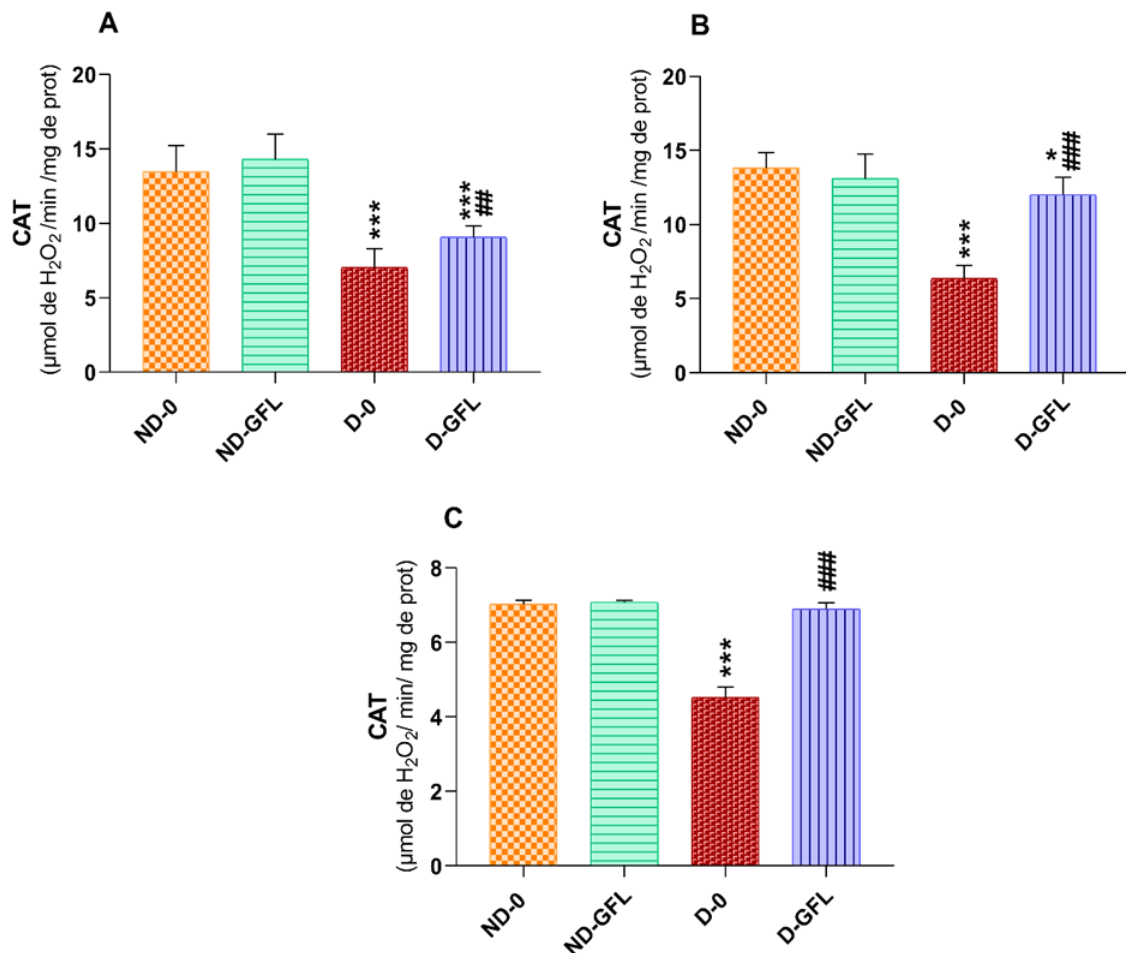 A
CAT
(µmol de H₂O₂ /min /mg de prot)
20
15
10
5
0
***
***
##
ND-0
ND-GFL
D-0
D-GFL
B
CAT
(µmol de H₂O₂ /min /mg de prot)
20
15
10
5
0
***
*
###
ND-0
ND-GFL
D-0
D-GFL
C
CAT
(µmol de H₂O₂/ min/ mg de prot)
8
6
4
2
0
***
###
ND-0
ND-GFL
D-0
D-GFL